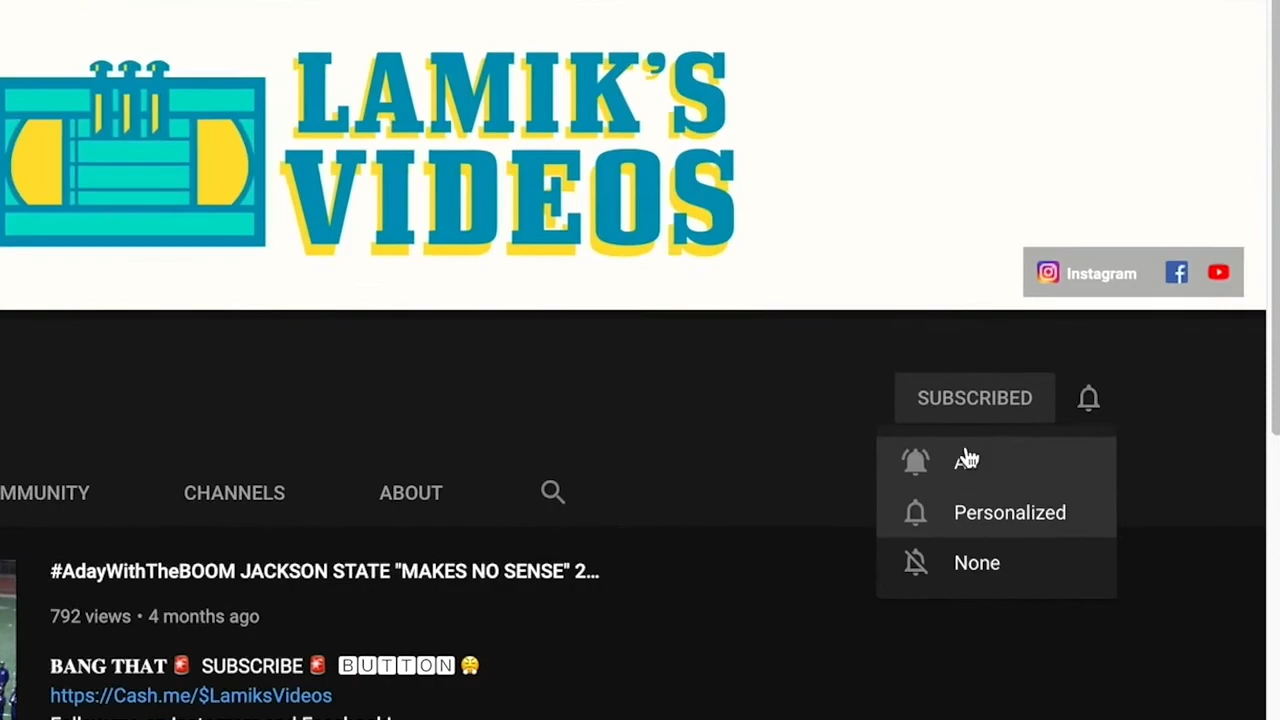 LAMIK'S
VIDEOS
Instagram
SUBSCRIBED
MMUNITY CHANNELS ABOUT
Personalized
None
#AdayWithTheBOOM JACKSON STATE "MAKES NO SENSE" 2...
792 views • 4 months ago
𝐁𝐀𝐍𝐆 𝐓𝐇𝐀𝐓🚨 SUBSCRIBE🚨 🄱🅄🅃🅃🄾🄽😤
https://Cash.me/$LamiksVideos